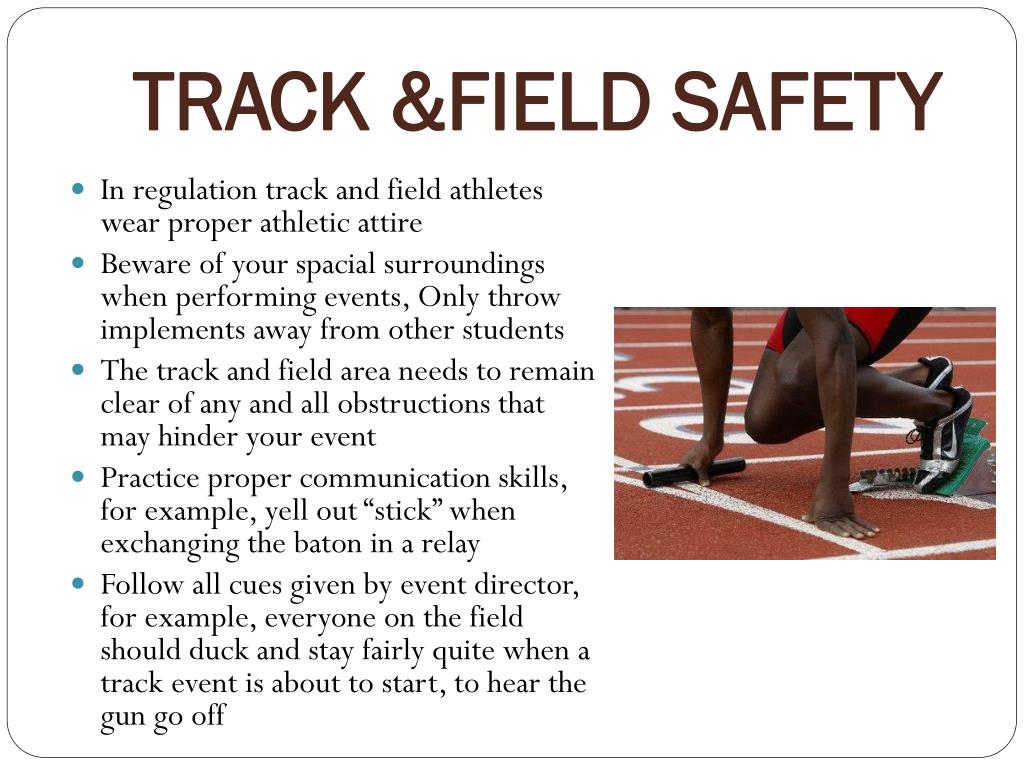 TRACK &FIELD SAFETY
In regulation track and field athletes
wear proper athletic attire
Beware of your spacial surroundings
when performing events, Only throw
implements away from other students
The track and field area needs to remain
clear of any and all obstructions that
may hinder your event
Practice proper communication skills,
for example, yell out “stick” when
exchanging the baton in a relay
Follow all cues given by event director,
for example, everyone on the field
should duck and stay fairly quite when a
track event is about to start, to hear the
gun go off